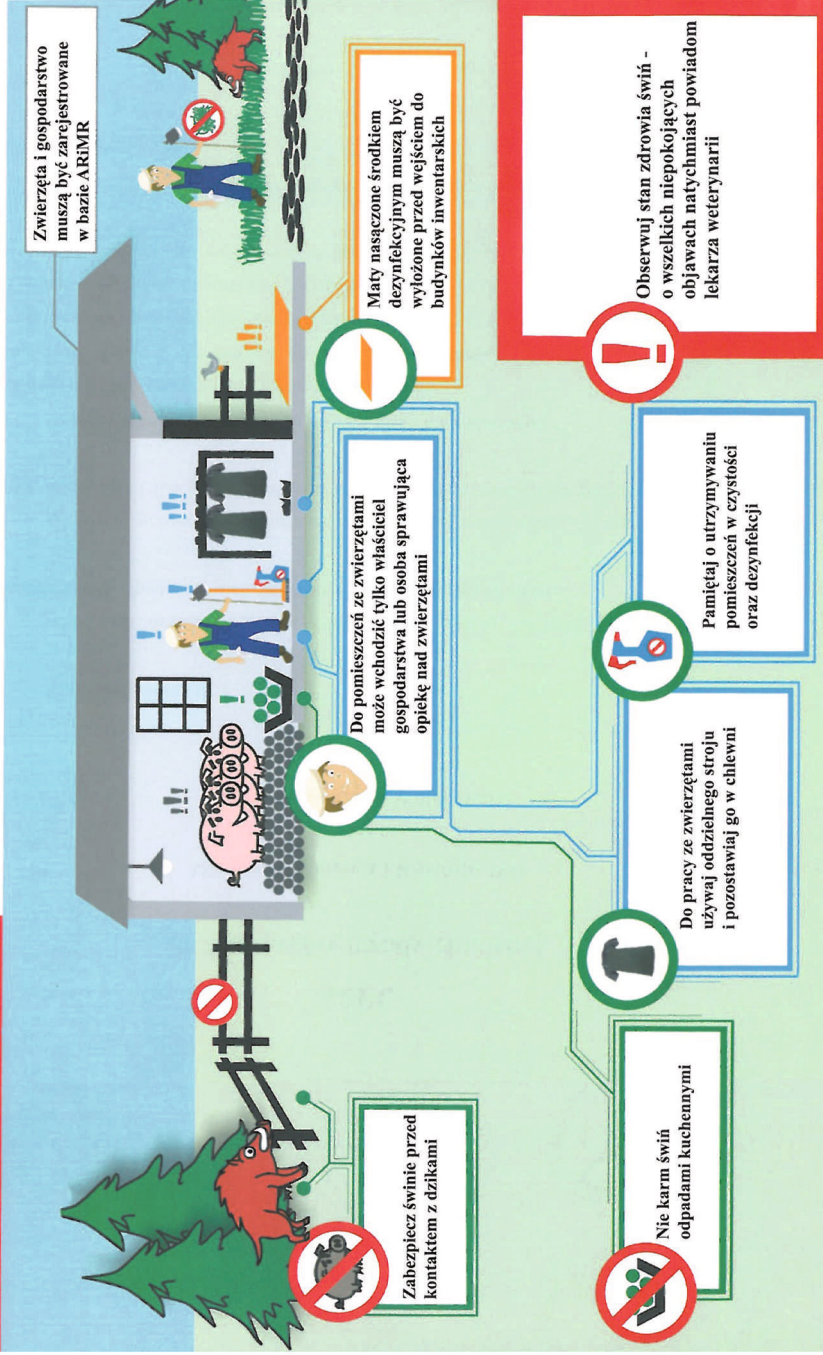 Zwierzęta i gospodarstwo
muszą być zarejestrowane
w bazie ARiMR
Zabezpiecz świnie przed
kontaktem z dzikami
Do pomieszczeń ze zwierzętami
może wchodzić tylko właściciel
gospodarstwa lub osoba sprawująca
opiekę nad zwierzętami
Maty nasączone środkiem
dezynfekcyjnym muszą być
wyłożone przed wejściem do
budynków inwentarskich
Nie karm świń
odpadami kuchennymi
Do pracy ze zwierzętami
używaj oddzielnego stroju
i pozostawiaj go w chlewni
Pamiętaj o utrzymywaniu
pomieszczeń w czystości
oraz dezynfekcji
Obserwuj stan zdrowia świń -
o wszelkich niepokojących
objawach natychmiast powiadom
lekarza weterynarii